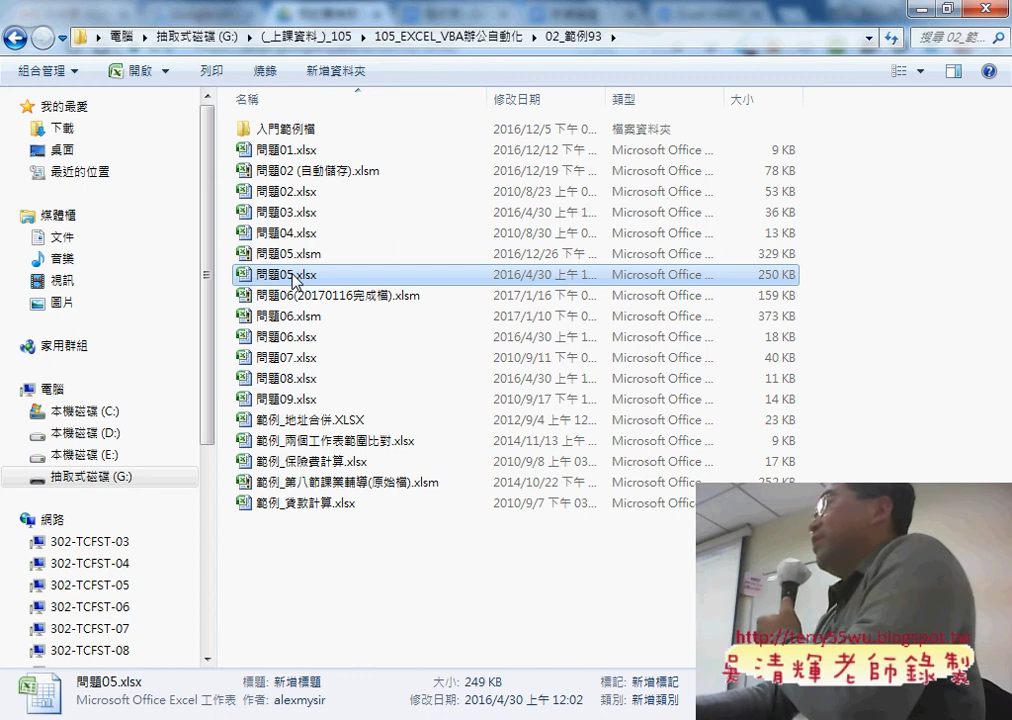 電腦 ▸ 抽取式磁碟 (G:) ▸ (_上課資料_)_105 ▸ 105_EXCEL_VBA辦公自動化 ▸ 02_範例93 ▸
搜尋 02_範...
組合管理 開啟 列印 燒錄 新增資料夾
名稱 修改日期 類型 大小
我的最愛
下載
桌面
最近的位置
媒體櫃
文件
音樂
視訊
圖片
家用群組
電腦
本機磁碟 (C:)
本機磁碟 (D:)
本機磁碟 (E:)
抽取式磁碟 (G:)
網路
302-TCFST-03
302-TCFST-04
302-TCFST-05
302-TCFST-06
302-TCFST-07
302-TCFST-08
入門範例檔 2016/12/5 下午 0... 檔案資料夾
問題01.xlsx 2016/12/12 下午 ... Microsoft Office ... 9 KB
問題02 (自動儲存).xlsm 2016/12/19 下午 ... Microsoft Office ... 78 KB
問題02.xlsx 2010/8/23 上午 ... Microsoft Office ... 53 KB
問題03.xlsx 2016/4/30 上午 1... Microsoft Office ... 36 KB
問題04.xlsx 2010/8/30 上午 ... Microsoft Office ... 13 KB
問題05.xlsm 2016/12/26 下午 ... Microsoft Office ... 329 KB
問題05.xlsx 2016/4/30 上午 1... Microsoft Office ... 250 KB
問題06(20170116完成檔).xlsm 2017/1/16 下午 0... Microsoft Office ... 159 KB
問題06.xlsm 2017/1/10 下午 0... Microsoft Office ... 373 KB
問題06.xlsx 2016/4/30 上午 1... Microsoft Office ... 18 KB
問題07.xlsx 2010/9/11 下午 0... Microsoft Office ... 40 KB
問題08.xlsx 2016/4/30 上午 1... Microsoft Office ... 11 KB
問題09.xlsx 2010/9/17 下午 1... Microsoft Office ... 14 KB
範例_地址合併.XLSX 2012/9/4 上午 12... Microsoft Office ... 23 KB
範例_兩個工作表範圍比對.xlsx 2014/11/13 上午 ... Microsoft Office ... 9 KB
範例_保險費計算.xlsx 2010/9/8 上午 03... Microsoft Office ... 17 KB
範例_第八節課業輔導(原始檔).xlsm 2014/10/22 下午 ... Microsoft Office ... 252 KB
範例_貸款計算.xlsx 2010/9/7 下午 03...
http://terry55wu.blogspot.tw
吳清輝老師錄製
問題05.xlsx 標題: 新增標題 大小: 249 KB 標記: 新增標記
Microsoft Office Excel 工作表 作者: alexmysir 修改日期: 2016/4/30 上午 12:02 類別: 新增類別